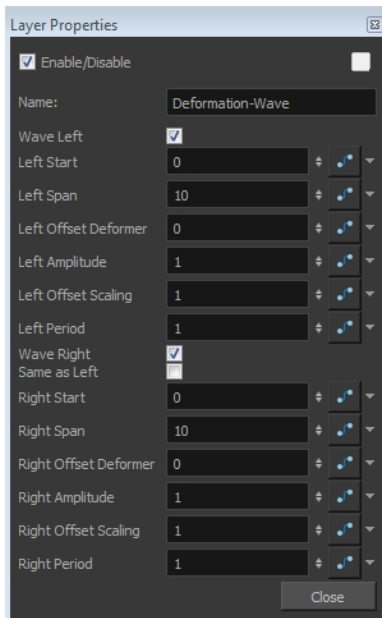 Layer Properties
Enable/Disable
Name: Deformation-Wave
Wave Left
Left Start 0
Left Span 10
Left Offset Deformer 0
Left Amplitude 1
Left Offset Scaling 1
Left Period 1
Wave Right
Same as Left
Right Start 0
Right Span 10
Right Offset Deformer 0
Right Amplitude 1
Right Offset Scaling 1
Right Period 1
Close